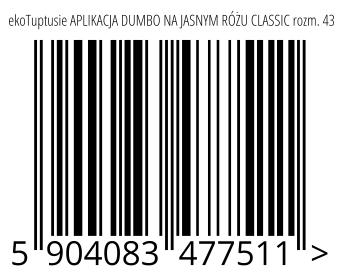 ekoTuptusie APLIKACJA DUMBO NA JASNYM RÓŻU CLASSIC rozm. 43
5 904083 477511 >